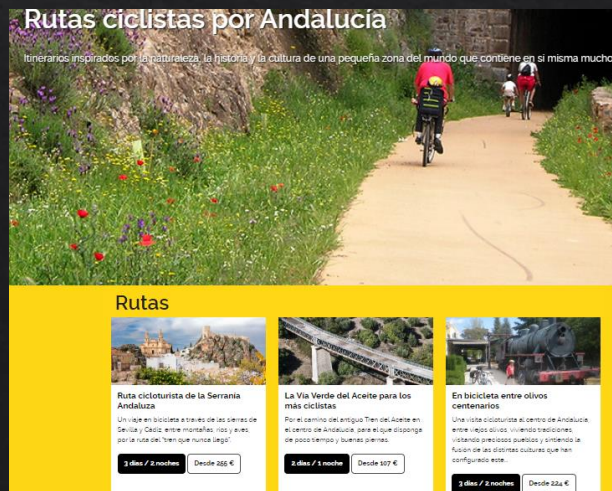 Rutas ciclistas por Andalucía
Itinerarios inspirados por la naturaleza, la historia y la cultura de una pequeña zona del mundo que contiene en sí misma mucho
Rutas
Ruta cicloturista de la Serranía
Andaluza
Un viaje en bicicleta a través de las sierras de
Sevilla y Cádiz, entre montañas, ríos y aves,
por la ruta del "tren que nunca llegó".
3 días / 2 noches
Desde 255 €
La Vía Verde del Aceite para los
más ciclistas
Por el camino del antiguo Tren del Aceite en
el centro de Andalucía, para el que disponga
de poco tiempo y buenas piernas.
2 días / 1 noche
Desde 107 €
En bicicleta entre olivos
centenarios
Una visita cicloturista al centro de Andalucía,
entre viejos olivos, viviendo tradiciones,
visitando preciosos pueblos y sintiendo la
fusión de las distintas culturas que han
configurado este...
3 días / 2 noches
Desde 224 €